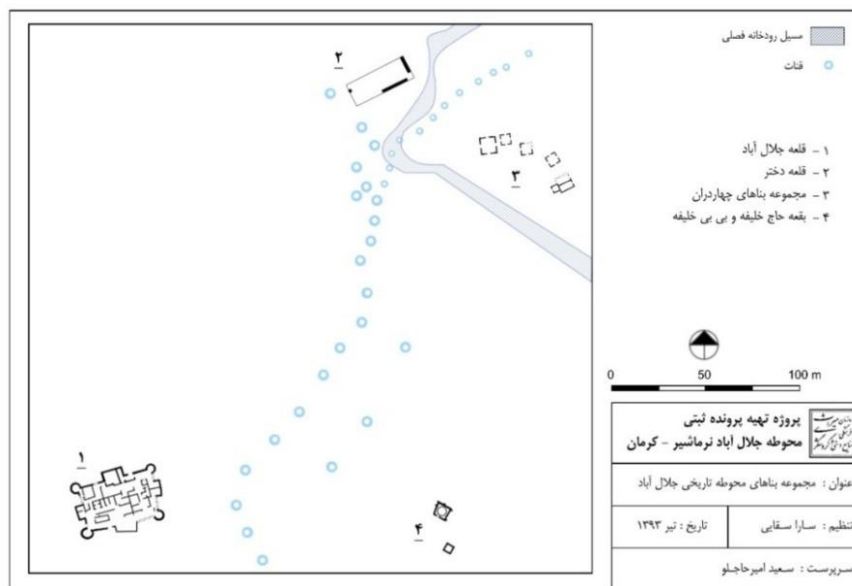 مسیل رودخانه فصلی
قنات
۱ - قلعه جلال آباد
۲ - قلعه دختر
۳ - مجموعه بناهای چهاردران
۴ - بقعه حاج خلیفه و بی بی خلیفه
۲
۳
۱
۴
0 50 100 m
پروژه تهیه پرونده ثبتی
محوطه جلال آباد نرماشیر - کرمان
عنوان : مجموعه بناهای محوطه تاریخی جلال آباد
تنظیم : سارا سقایی
تاریخ : تیر ۱۳۹۳
سرپرست : سعید امیرحاجلو